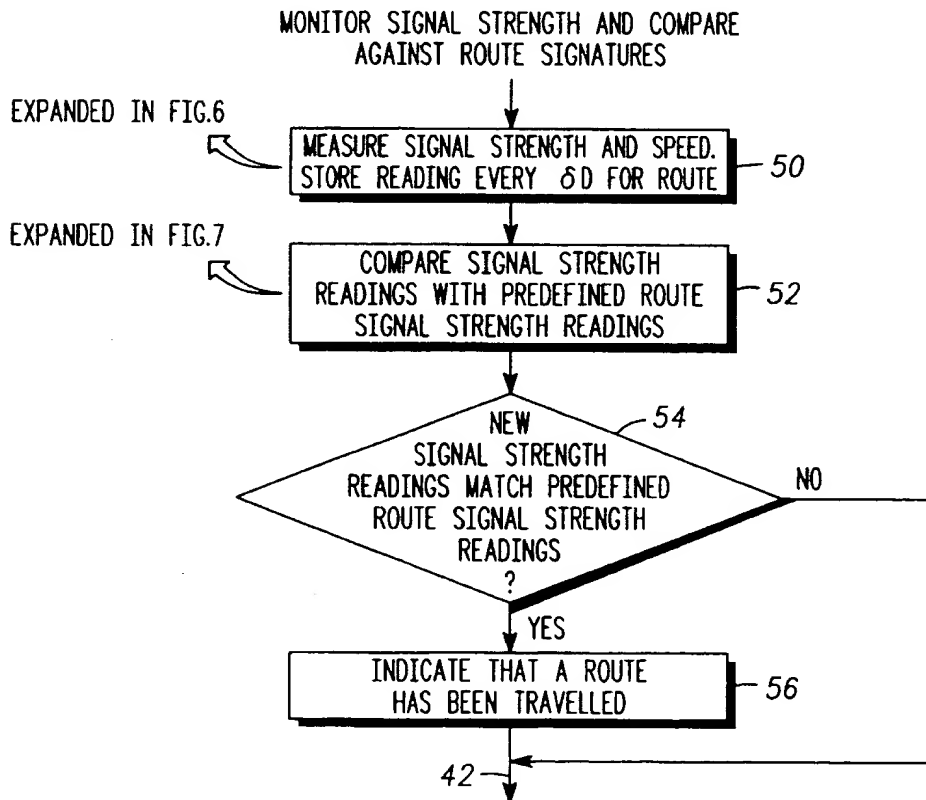 MONITOR SIGNAL STRENGTH AND COMPARE
AGAINST ROUTE SIGNATURES
EXPANDED IN FIG.6
MEASURE SIGNAL STRENGTH AND SPEED.
STORE READING EVERY δD FOR ROUTE
50
EXPANDED IN FIG.7
COMPARE SIGNAL STRENGTH
READINGS WITH PREDEFINED ROUTE
SIGNAL STRENGTH READINGS
52
54
NEW
SIGNAL STRENGTH
READINGS MATCH PREDEFINED
ROUTE SIGNAL STRENGTH
READINGS
?
NO
YES
INDICATE THAT A ROUTE
HAS BEEN TRAVELLED
56
42